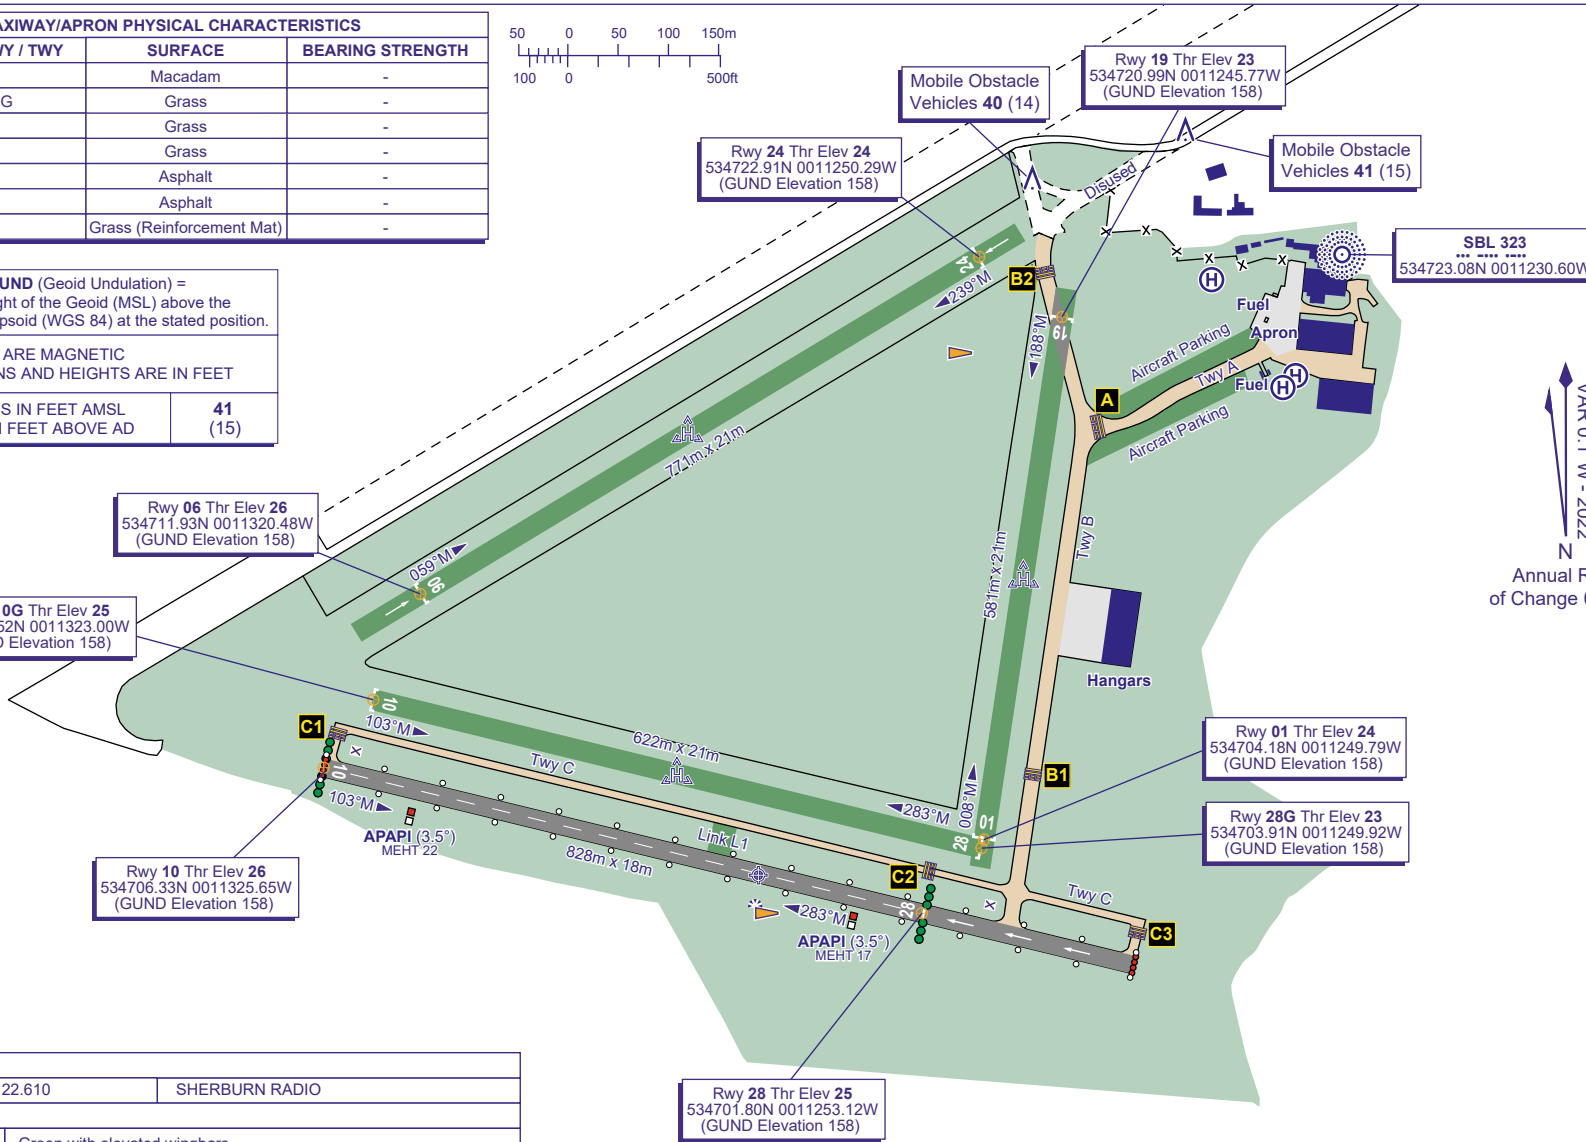 AXIWAY/APRON PHYSICAL CHARACTERISTICS
WY / TWY SURFACE BEARING STRENGTH
Macadam -
G Grass -
Grass -
Grass -
Asphalt -
Asphalt -
Grass (Reinforcement Mat) -
50 0 50 100 150m
100 0 500ft
UND (Geoid Undulation) =
ght of the Geoid (MSL) above the
psoid (WGS 84) at the stated position.
ARE MAGNETIC
NS AND HEIGHTS ARE IN FEET
S IN FEET AMSL 41
N FEET ABOVE AD (15)
Mobile Obstacle
Vehicles 40 (14)
Rwy 19 Thr Elev 23
534720.99N 0011245.77W
(GUND Elevation 158)
Rwy 24 Thr Elev 24
534722.91N 0011250.29W
(GUND Elevation 158)
Mobile Obstacle
Vehicles 41 (15)
Disused
SBL 323
534723.08N 0011230.60W
24
239°M
B2
188°M
19
H
Fuel
Apron
Aircraft Parking
Twy A
Fuel
H
H
A
Aircraft Parking
H
771m x 21m
VAR 0.1°W - 2022
N
Annual R
of Change 0
Rwy 06 Thr Elev 26
534711.93N 0011320.48W
(GUND Elevation 158)
059°M
06
Twy B
581m x 21m
H
Hangars
0G Thr Elev 25
52N 0011323.00W
D Elevation 158)
10
C1
103°M
x
622m x 21m
Twy C
H
10
103°M
APAPI (3.5°)
MEHT 22
Link L1
828m x 18m
283°M
008°M
01
28
B1
Rwy 01 Thr Elev 24
534704.18N 0011249.79W
(GUND Elevation 158)
Rwy 28G Thr Elev 23
534703.91N 0011249.92W
(GUND Elevation 158)
Rwy 10 Thr Elev 26
534706.33N 0011325.65W
(GUND Elevation 158)
C2
28
283°M
APAPI (3.5°)
MEHT 17
x
Twy C
C3
Rwy 28 Thr Elev 25
534701.80N 0011253.12W
(GUND Elevation 158)
22.610 SHERBURN RADIO
Green with elevated wingbars